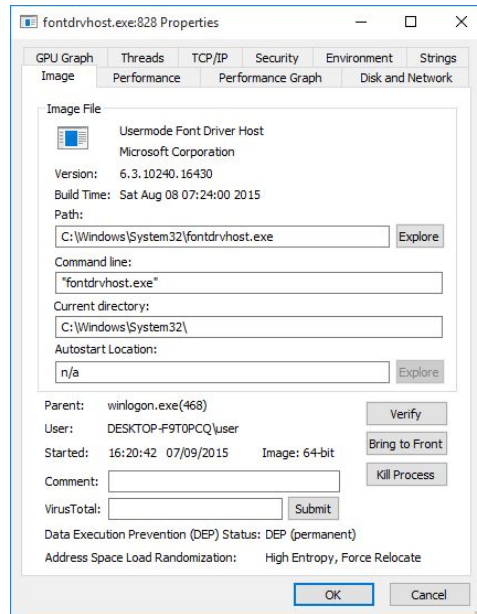 fontdrvhost.exe:828 Properties
GPU Graph Threads TCP/IP Security Environment Strings
Image Performance Performance Graph Disk and Network
Image File
Usermode Font Driver Host
Microsoft Corporation
Version: 6.3.10240.16430
Build Time: Sat Aug 08 07:24:00 2015
Path:
C:\Windows\System32\fontdrvhost.exe Explore
Command line:
"fontdrvhost.exe"
Current directory:
C:\Windows\System32\
Autostart Location:
n/a Explore
Parent: winlogon.exe(468) Verify
User: DESKTOP-F9T0PCQ\user
Bring to Front
Started: 16:20:42 07/09/2015 Image: 64-bit
Comment: Kill Process
VirusTotal: Submit
Data Execution Prevention (DEP) Status: DEP (permanent)
Address Space Load Randomization: High Entropy, Force Relocate
OK Cancel